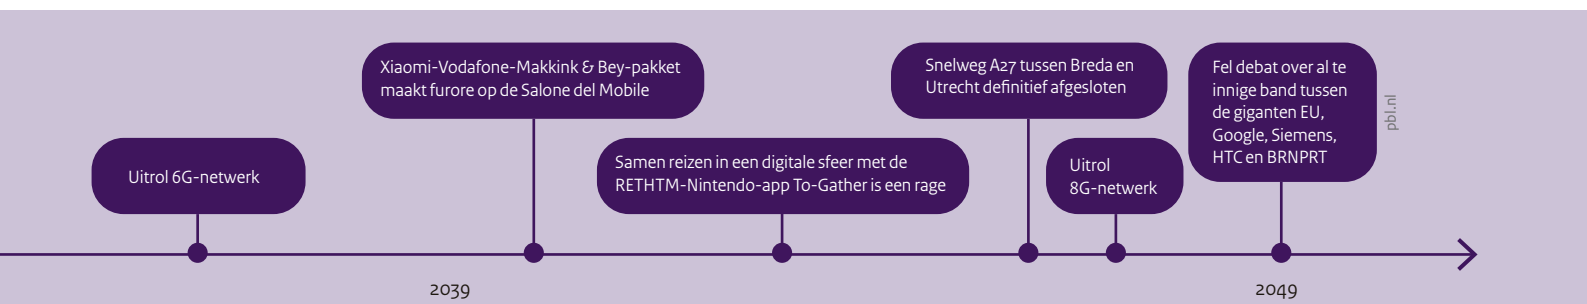 Xiaomi-Vodafone-Makkink & Bey-pakket
maakt furore op de Salone del Mobile
Snelweg A27 tussen Breda en
Utrecht definitief afgesloten
Fel debat over al te
innige band tussen
de giganten EU,
Google, Siemens,
HTC en BRNPRT
pbl.nl
Uitrol 6G-netwerk
Samen reizen in een digitale sfeer met de
RETHTM-Nintendo-app To-Gather is een rage
Uitrol
8G-netwerk
2039
2049